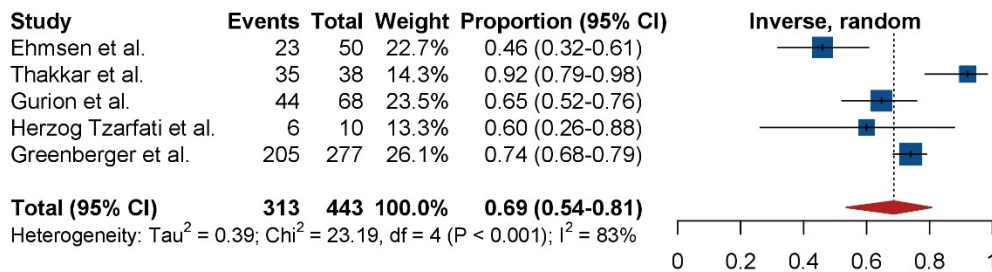 Study Events Total Weight Proportion (95% CI) Inverse, random
Ehmsen et al. 23 50 22.7% 0.46 (0.32-0.61)
Thakkar et al. 35 38 14.3% 0.92 (0.79-0.98)
Gurion et al. 44 68 23.5% 0.65 (0.52-0.76)
Herzog Tzarfati et al. 6 10 13.3% 0.60 (0.26-0.88)
Greenberger et al. 205 277 26.1% 0.74 (0.68-0.79)
Total (95% CI) 313 443 100.0% 0.69 (0.54-0.81)
Heterogeneity: Tau² = 0.39; Chi² = 23.19, df = 4 (P < 0.001); I² = 83%
0 0.2 0.4 0.6 0.8 1